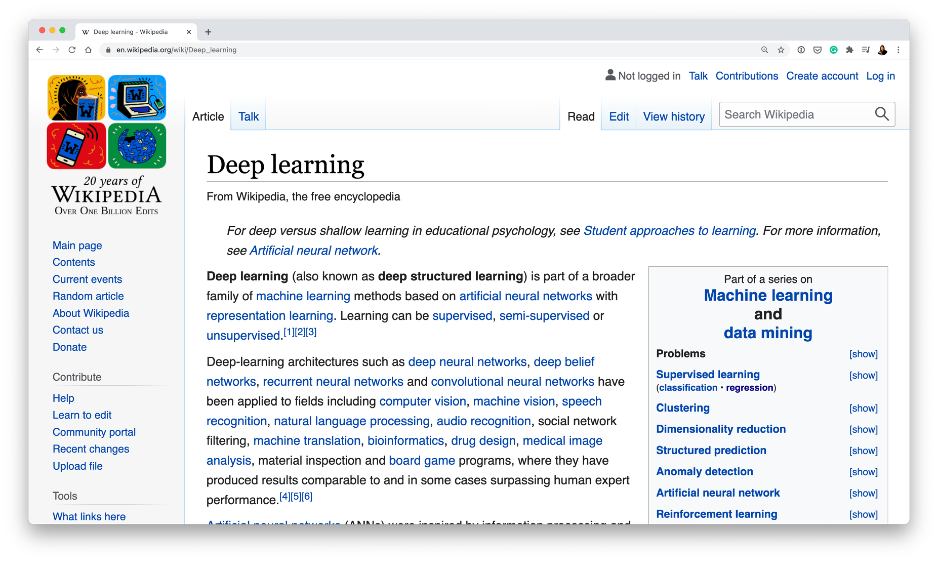 Deep learning - Wikipedia
en.wikipedia.org/wiki/Deep_learning
Not logged in Talk Contributions Create account Log in
Article Talk Read Edit View history Search Wikipedia
20 years of
WIKIPEDIA
OVER ONE BILLION EDITS
Main page
Contents
Current events
Random article
About Wikipedia
Contact us
Donate
Contribute
Help
Learn to edit
Community portal
Recent changes
Upload file
Tools
What links here
Deep learning
From Wikipedia, the free encyclopedia
For deep versus shallow learning in educational psychology, see Student approaches to learning. For more information,
see Artificial neural network.
Deep learning (also known as deep structured learning) is part of a broader
family of machine learning methods based on artificial neural networks with
representation learning. Learning can be supervised, semi-supervised or
unsupervised.[1][2][3]
Deep-learning architectures such as deep neural networks, deep belief
networks, recurrent neural networks and convolutional neural networks have
been applied to fields including computer vision, machine vision, speech
recognition, natural language processing, audio recognition, social network
filtering, machine translation, bioinformatics, drug design, medical image
analysis, material inspection and board game programs, where they have
produced results comparable to and in some cases surpassing human expert
performance.[4][5][6]
Artificial neural networks (ANNs) were inspired by information processing and
Part of a series on
Machine learning
and
data mining
Problems [show]
Supervised learning [show]
(classification • regression)
Clustering [show]
Dimensionality reduction [show]
Structured prediction [show]
Anomaly detection [show]
Artificial neural network [show]
Reinforcement learning [show]